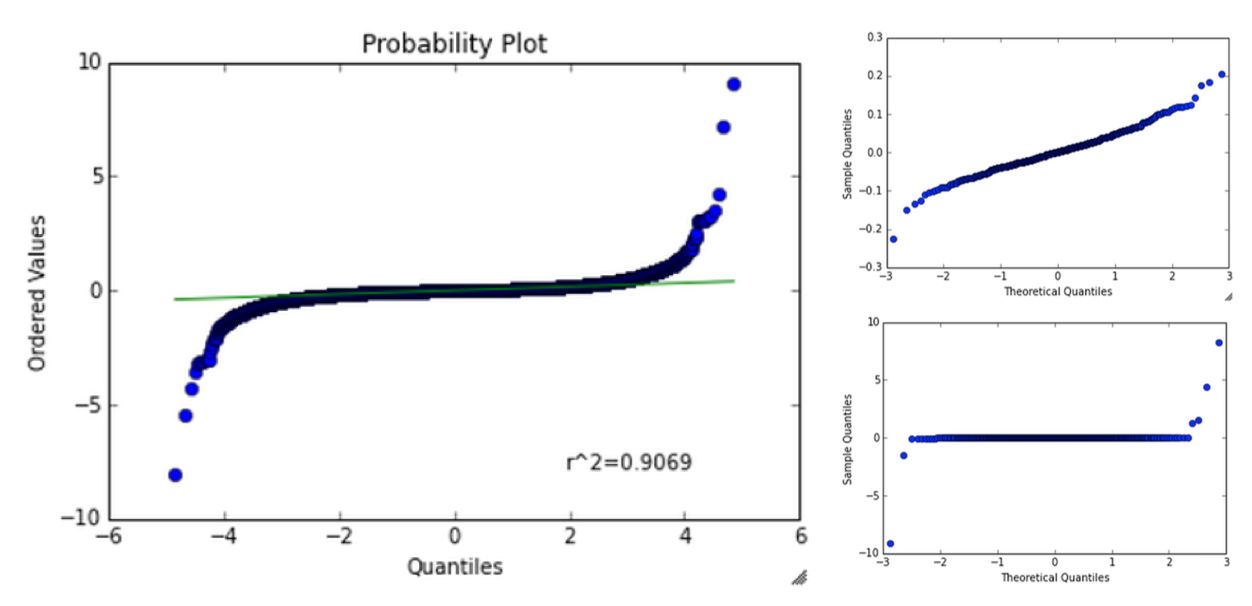 Probability Plot
10
5
0
−5
−10
Ordered Values
r^2=0.9069
−6 −4 −2 0 2 4 6
Quantiles
0.3
0.2
0.1
0.0
−0.1
−0.2
−0.3
Sample Quantiles
−3 −2 −1 0 1 2 3
Theoretical Quantiles
10
5
0
−5
−10
Sample Quantiles
−3 −2 −1 0 1 2 3
Theoretical Quantiles